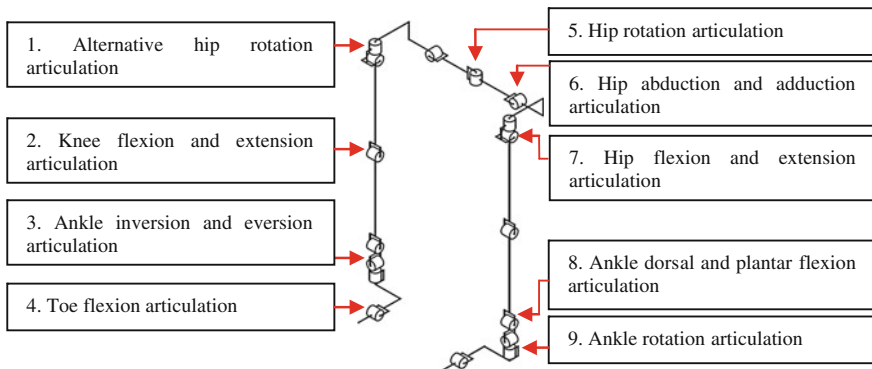 1. Alternative hip rotation
articulation
2. Knee flexion and extension
articulation
3. Ankle inversion and eversion
articulation
4. Toe flexion articulation
5. Hip rotation articulation
6. Hip abduction and adduction
articulation
7. Hip flexion and extension
articulation
8. Ankle dorsal and plantar flexion
articulation
9. Ankle rotation articulation